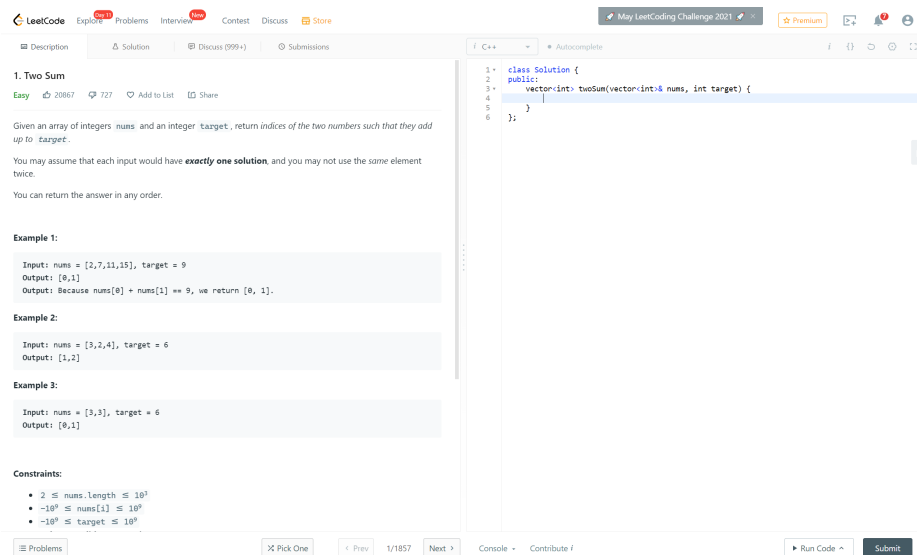 LeetCode Explore Day 11 Problems Interview New Contest Discuss Store
May LeetCoding Challenge 2021 ×
Premium 7
Description Solution Discuss (999+) Submissions
i C++ Autocomplete i {}
1. Two Sum
Easy 20867 727 Add to List Share
Given an array of integers nums and an integer target, return indices of the two numbers such that they add
up to target.
You may assume that each input would have exactly one solution, and you may not use the same element
twice.
You can return the answer in any order.
Example 1:
Input: nums = [2,7,11,15], target = 9
Output: [0,1]
Output: Because nums[0] + nums[1] == 9, we return [0, 1].
Example 2:
Input: nums = [3,2,4], target = 6
Output: [1,2]
Example 3:
Input: nums = [3,3], target = 6
Output: [0,1]
Constraints:
• 2 ≤ nums.length ≤ 10³
• -10⁹ ≤ nums[i] ≤ 10⁹
• -10⁹ ≤ target ≤ 10⁹
1 class Solution {
2 public:
3 vector<int> twoSum(vector<int>& nums, int target) {
4
5 }
6 };
Problems Pick One < Prev 1/1857 Next > Console Contribute i Run Code Submit